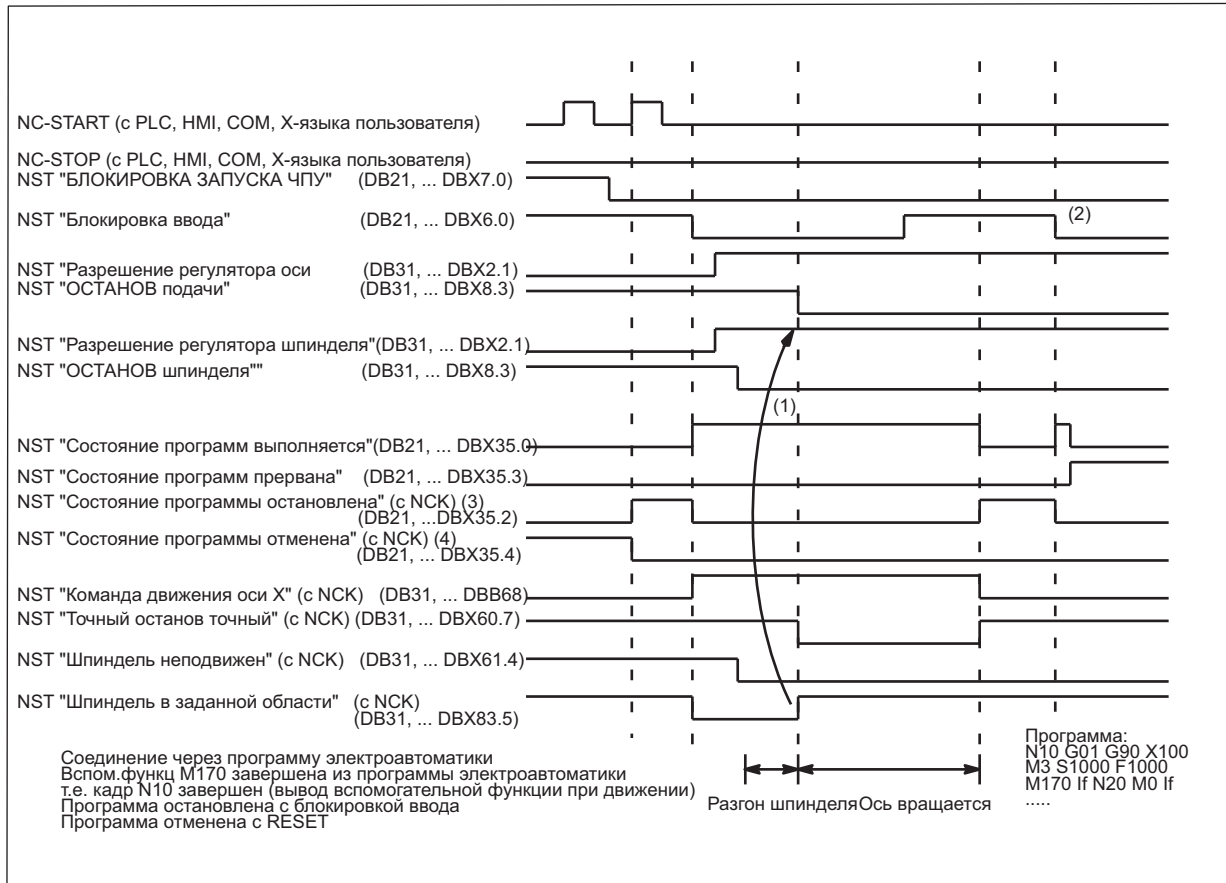 NC-START (с PLC, HMI, COM, X-языка пользователя)
NC-STOP (с PLC, HMI, COM, X-языка пользователя)
NST "БЛОКИРОВКА ЗАПУСКА ЧПУ" (DB21, ... DBX7.0)
NST "Блокировка ввода" (DB21, ... DBX6.0)
(2)
NST "Разрешение регулятора оси (DB31, ... DBX2.1)
NST "ОСТАНОВ подачи" (DB31, ... DBX8.3)
NST "Разрешение регулятора шпинделя"(DB31, ... DBX2.1)
NST "ОСТАНОВ шпинделя"" (DB31, ... DBX8.3)
(1)
NST "Состояние программ выполняется"(DB21, ... DBX35.0)
NST "Состояние программ прервана" (DB21, ... DBX35.3)
NST "Состояние программы остановлена" (с NCK) (3)
(DB21, ...DBX35.2)
NST "Состояние программы отменена" (с NCK) (4)
(DB21, ... DBX35.4)
NST "Команда движения оси X" (с NCK) (DB31, ... DBB68)
NST "Точный останов точный" (с NCK) (DB31, ... DBX60.7)
NST "Шпиндель неподвижен" (с NCK) (DB31, ... DBX61.4)
NST "Шпиндель в заданной области" (с NCK)
(DB31, ... DBX83.5)
Соединение через программу электроавтоматики
Вспом.функц M170 завершена из программы электроавтоматики
т.е. кадр N10 завершен (вывод вспомогательной функции при движении)
Программа остановлена с блокировкой ввода
Программа отменена с RESET
Разгон шпинделя
Ось вращается
Программа:
N10 G01 G90 X100
M3 S1000 F1000
M170 lf N20 M0 lf
.....